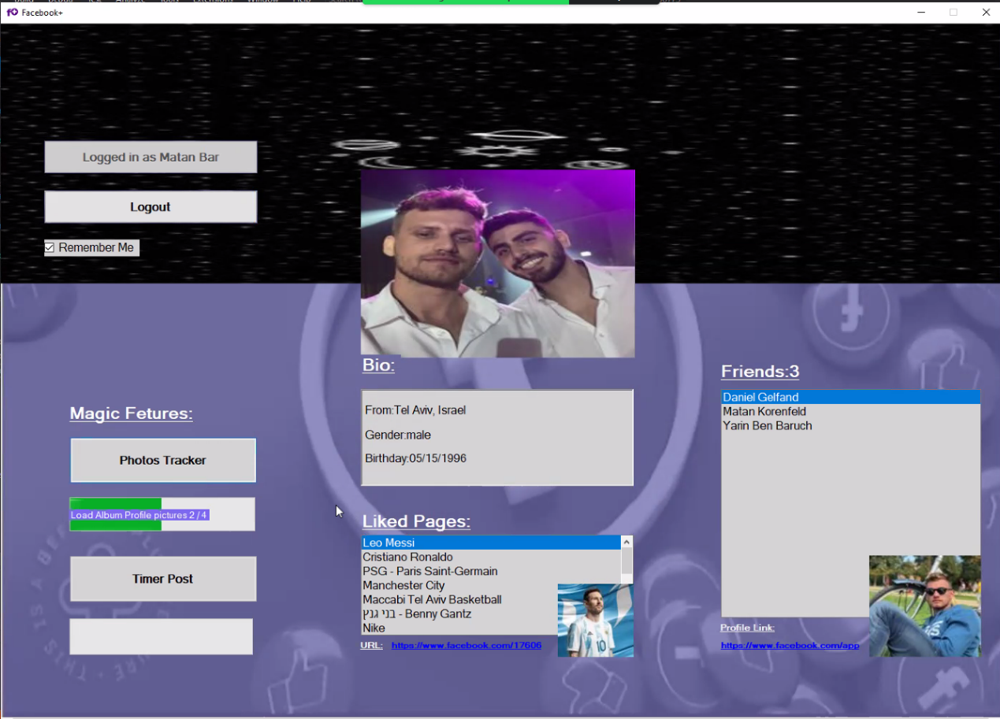 Facebook+
Logged in as Matan Bar
Logout
Remember Me
Bio:
From:Tel Aviv, Israel
Gender:male
Birthday:05/15/1996
Friends:3
Daniel Gelfand
Matan Korenfeld
Yarin Ben Baruch
Magic Fetures:
Photos Tracker
Load Album Profile pictures 2 / 4
Timer Post
Liked Pages:
Leo Messi
Cristiano Ronaldo
PSG - Paris Saint-Germain
Manchester City
Maccabi Tel Aviv Basketball
בני גנץ - Benny Gantz
Nike
URL: https://www.facebook.com/17606
Profile Link:
https://www.facebook.com/app
10